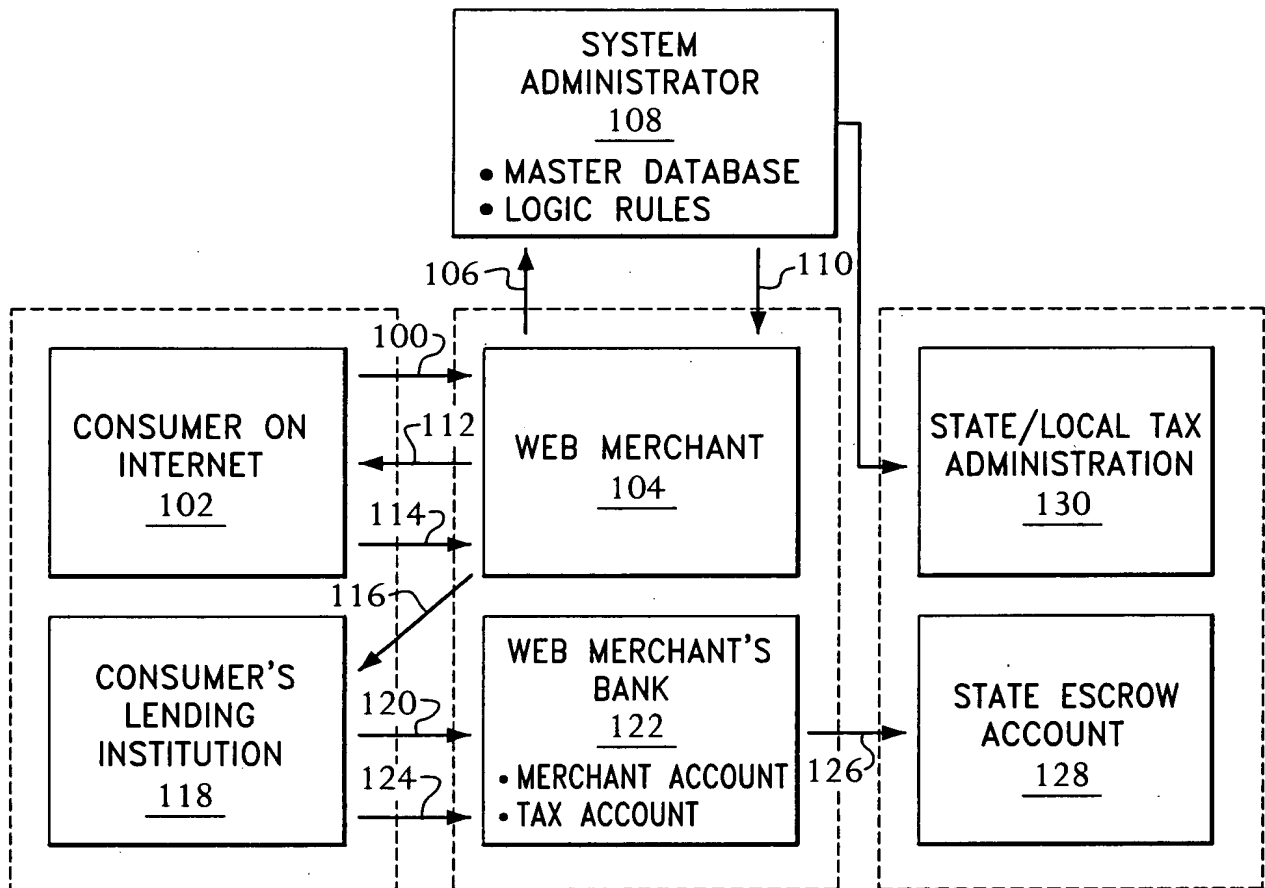 SYSTEM
ADMINISTRATOR
108
• MASTER DATABASE
• LOGIC RULES
106
110
100
CONSUMER ON
INTERNET
102
112
114
WEB MERCHANT
104
STATE/LOCAL TAX
ADMINISTRATION
130
116
CONSUMER'S
LENDING
INSTITUTION
118
120
124
WEB MERCHANT'S
BANK
122
• MERCHANT ACCOUNT
• TAX ACCOUNT
126
STATE ESCROW
ACCOUNT
128